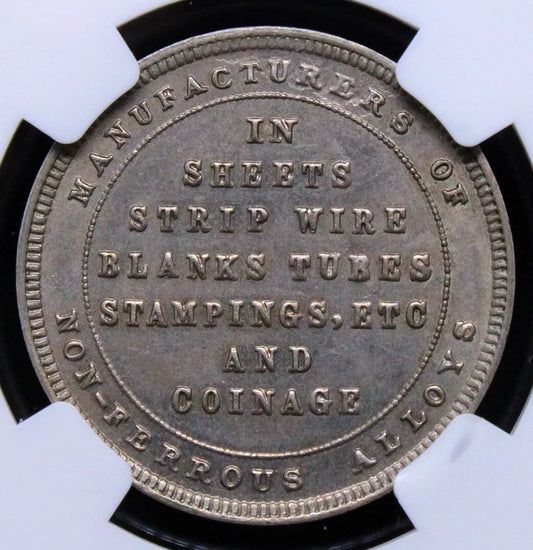 MANUFACTURERS OF
IN
SHEETS
STRIP WIRE
BLANKS TUBES
STAMPINGS, ETC
AND
COINAGE
NON-FERROUS ALLOYS